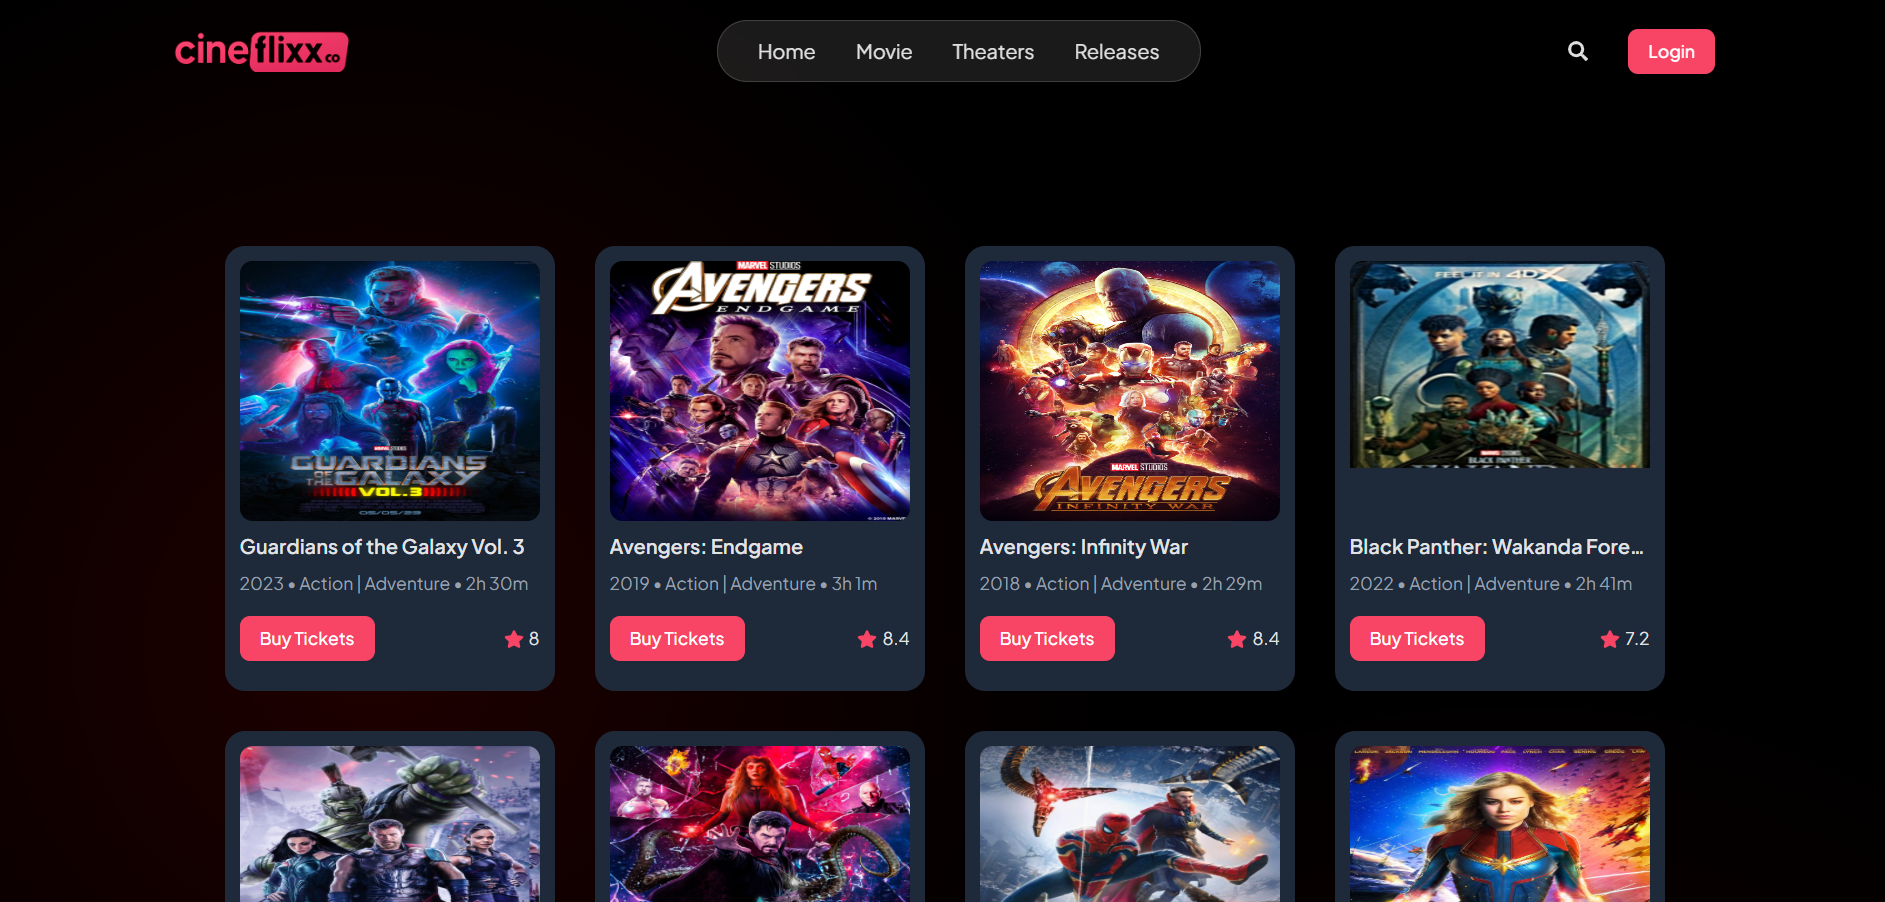 cineflixx.co
Home Movie Theaters Releases
Login
MARVEL STUDIOS
AVENGERS
ENDGAME
FEEL IT IN 4DX
MARVEL STUDIOS
GUARDIANS
OF THE GALAXY
VOL.3
05/05/23
MARVEL STUDIOS
AVENGERS
INFINITY WAR
MARVEL STUDIOS
BLACK PANTHER
Guardians of the Galaxy Vol. 3
2023 • Action | Adventure • 2h 30m
Buy Tickets 8
Avengers: Endgame
2019 • Action | Adventure • 3h 1m
Buy Tickets 8.4
Avengers: Infinity War
2018 • Action | Adventure • 2h 29m
Buy Tickets 8.4
Black Panther: Wakanda Fore...
2022 • Action | Adventure • 2h 41m
Buy Tickets 7.2